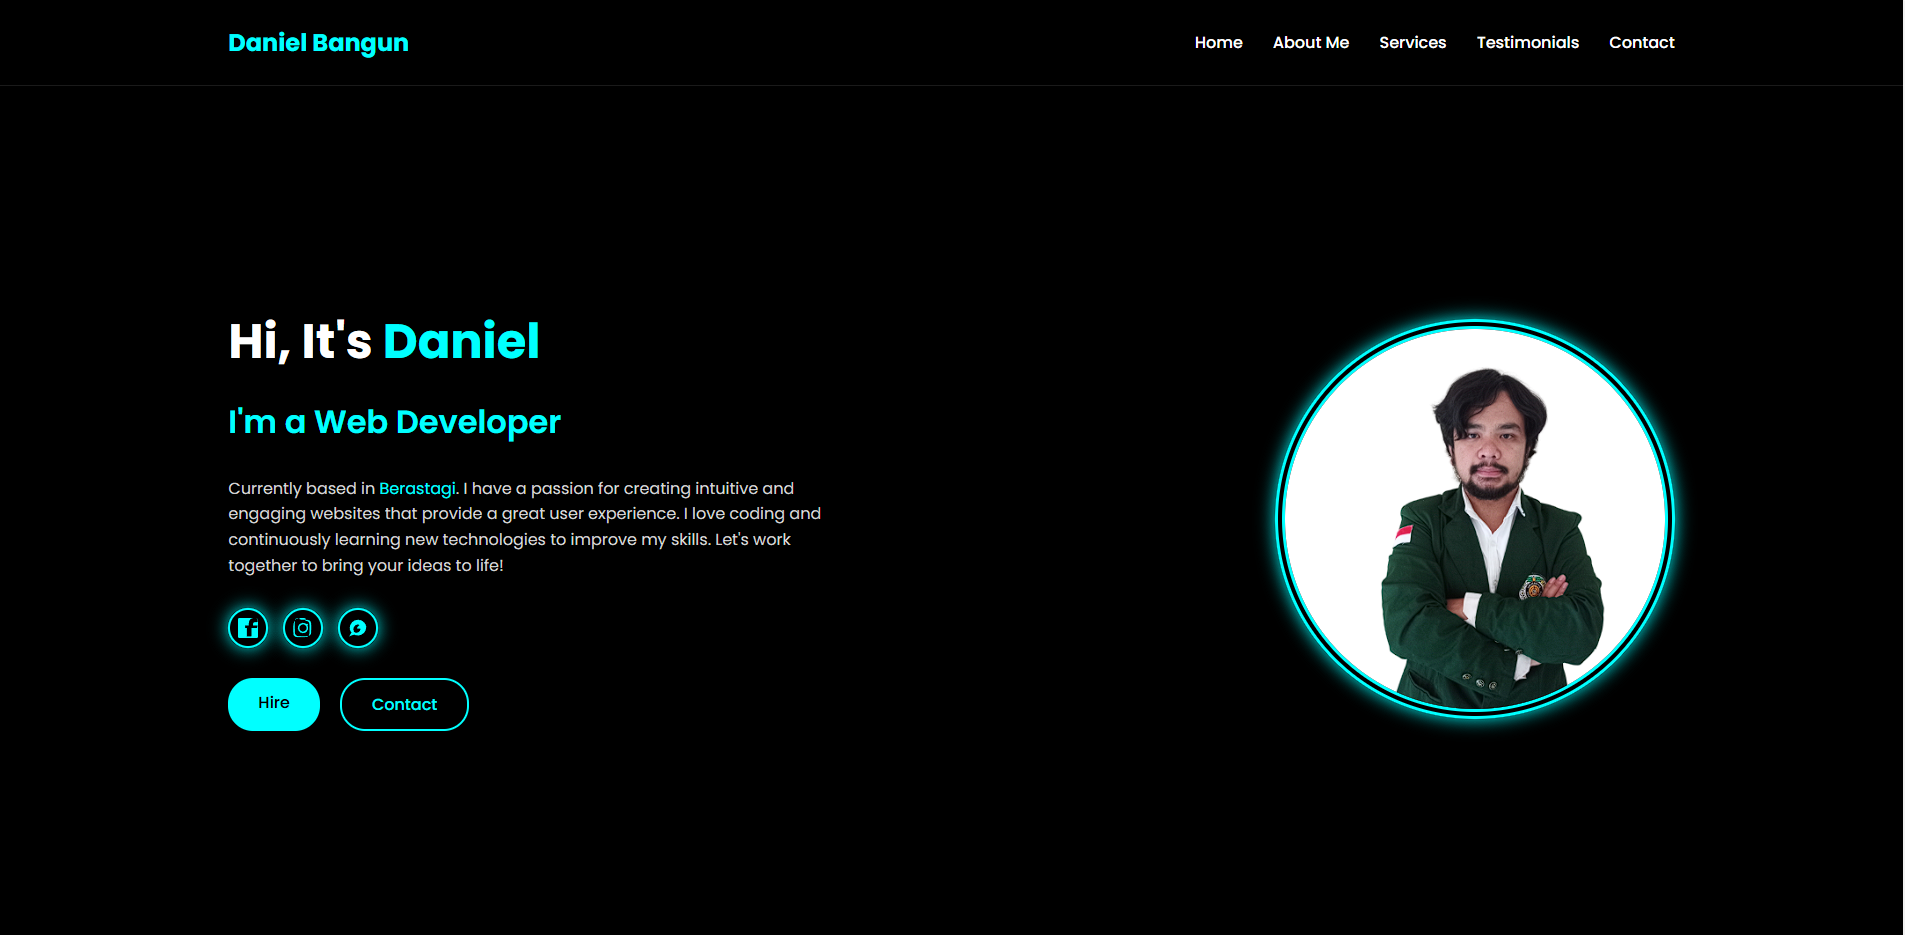 Daniel Bangun
Home About Me Services Testimonials Contact
Hi, It's Daniel
I'm a Web Developer
Currently based in Berastagi. I have a passion for creating intuitive and
engaging websites that provide a great user experience. I love coding and
continuously learning new technologies to improve my skills. Let's work
together to bring your ideas to life!
Hire Contact